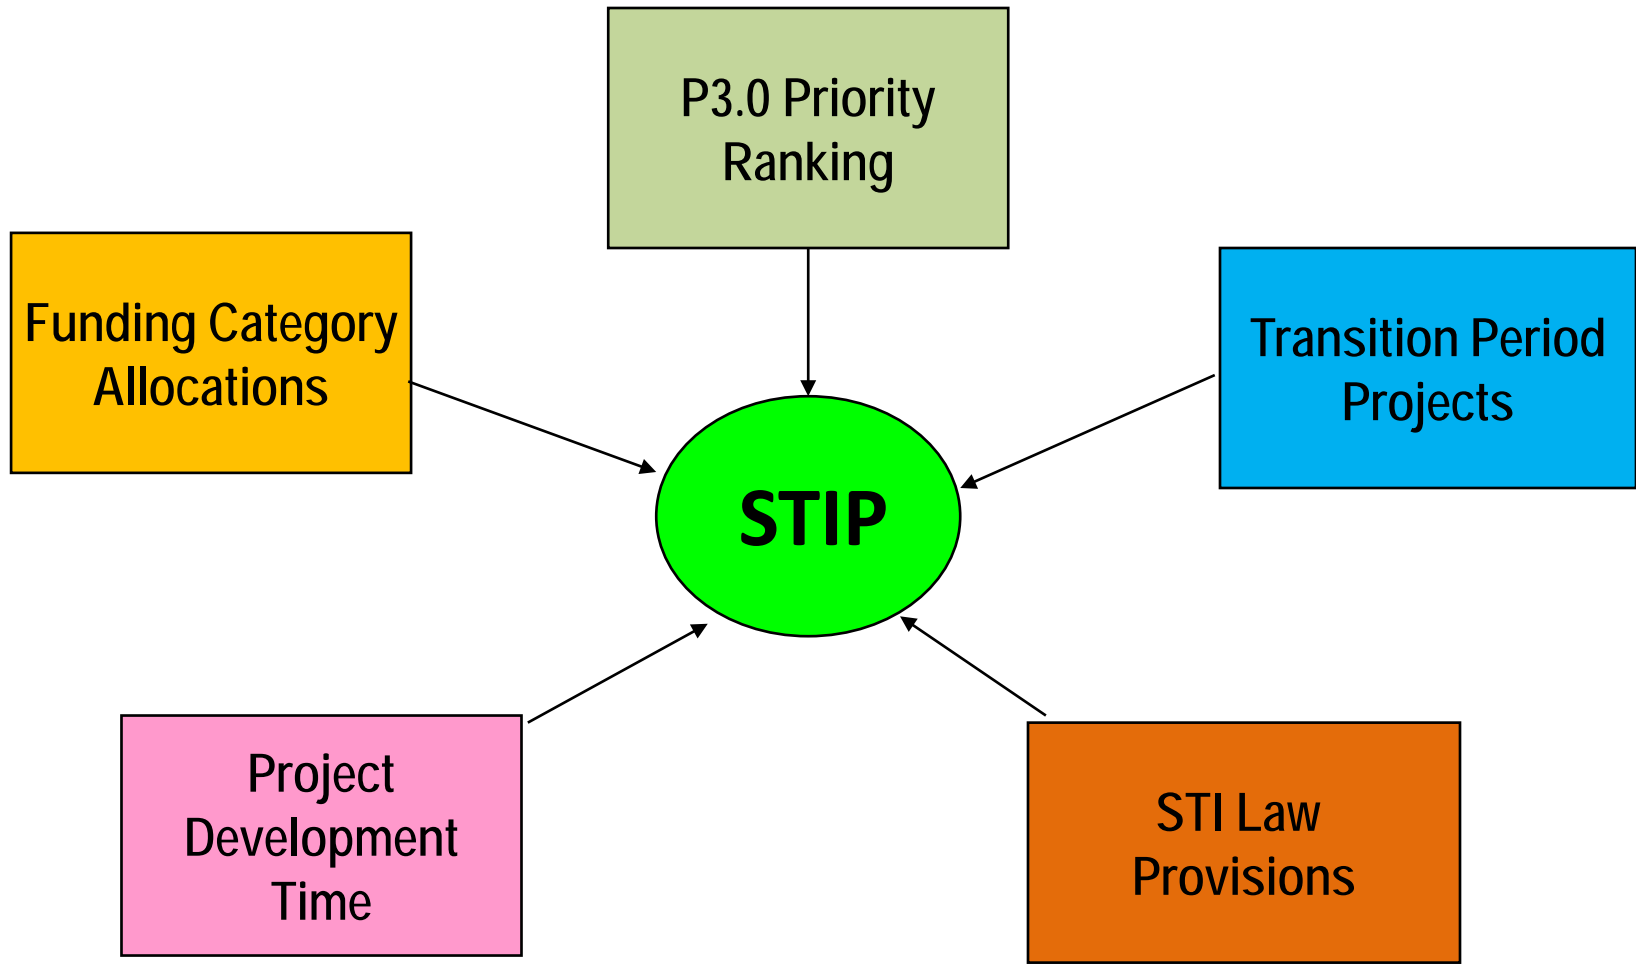 P3.0 Priority
Ranking
Funding Category
Allocations
Transition Period
Projects
STIP
Project
Development
Time
STI Law
Provisions